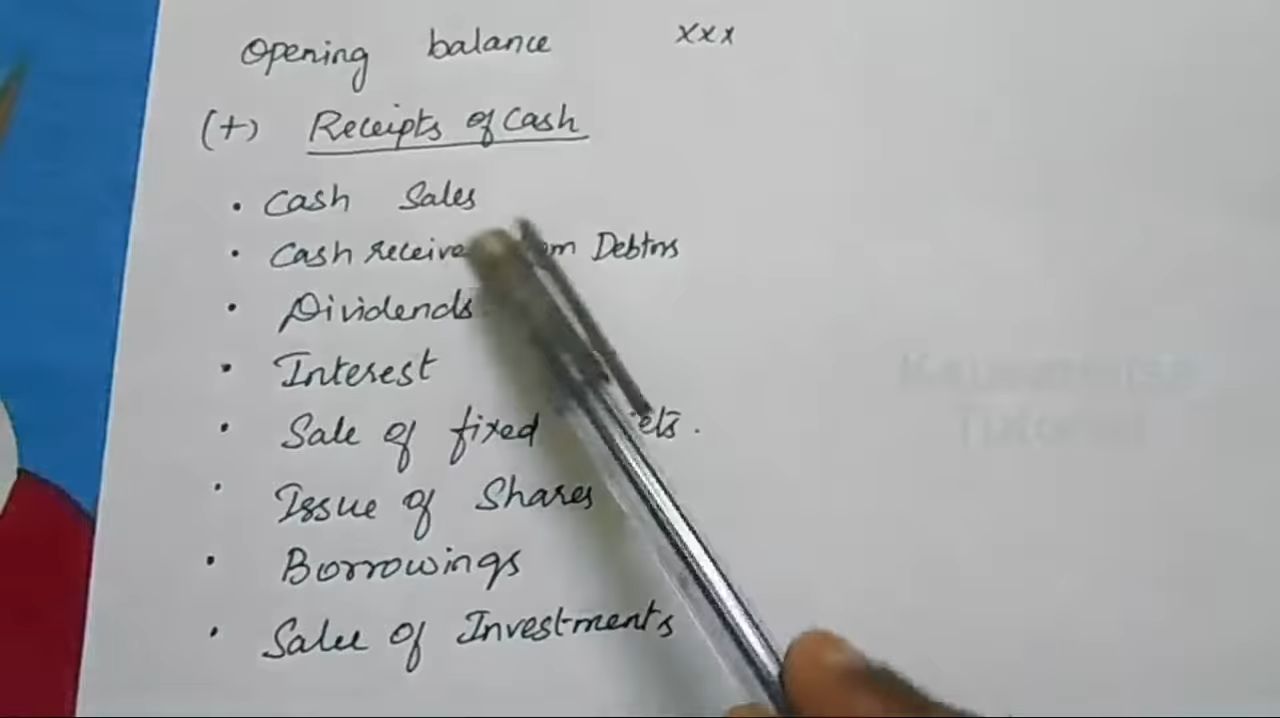 Opening balance xxx
(+) Receipts of Cash
• Cash Sales
• Cash receive Debtors
• Dividends
• Interest
• Sale of fixed
• Issue of Shares
• Borrowings
• Sale of Investments